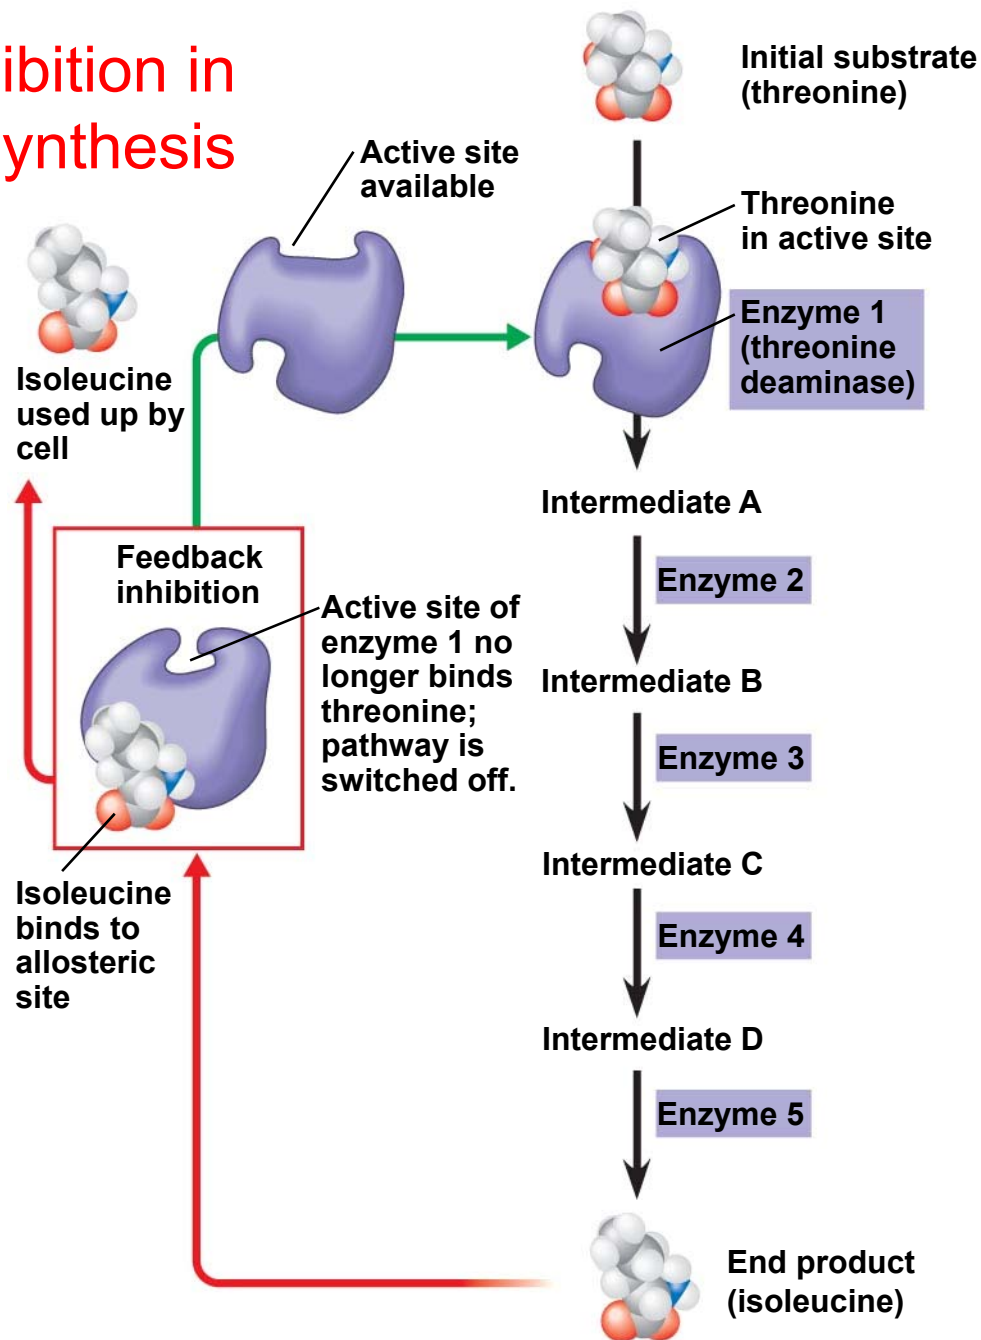 ibition in
ynthesis
Initial substrate
(threonine)
Active site
available
Threonine
in active site
Enzyme 1
(threonine
deaminase)
Isoleucine
used up by
cell
Intermediate A
Feedback
inhibition
Enzyme 2
Active site of
enzyme 1 no
longer binds
threonine;
pathway is
switched off.
Intermediate B
Enzyme 3
Intermediate C
Isoleucine
binds to
allosteric
site
Enzyme 4
Intermediate D
Enzyme 5
End product
(isoleucine)